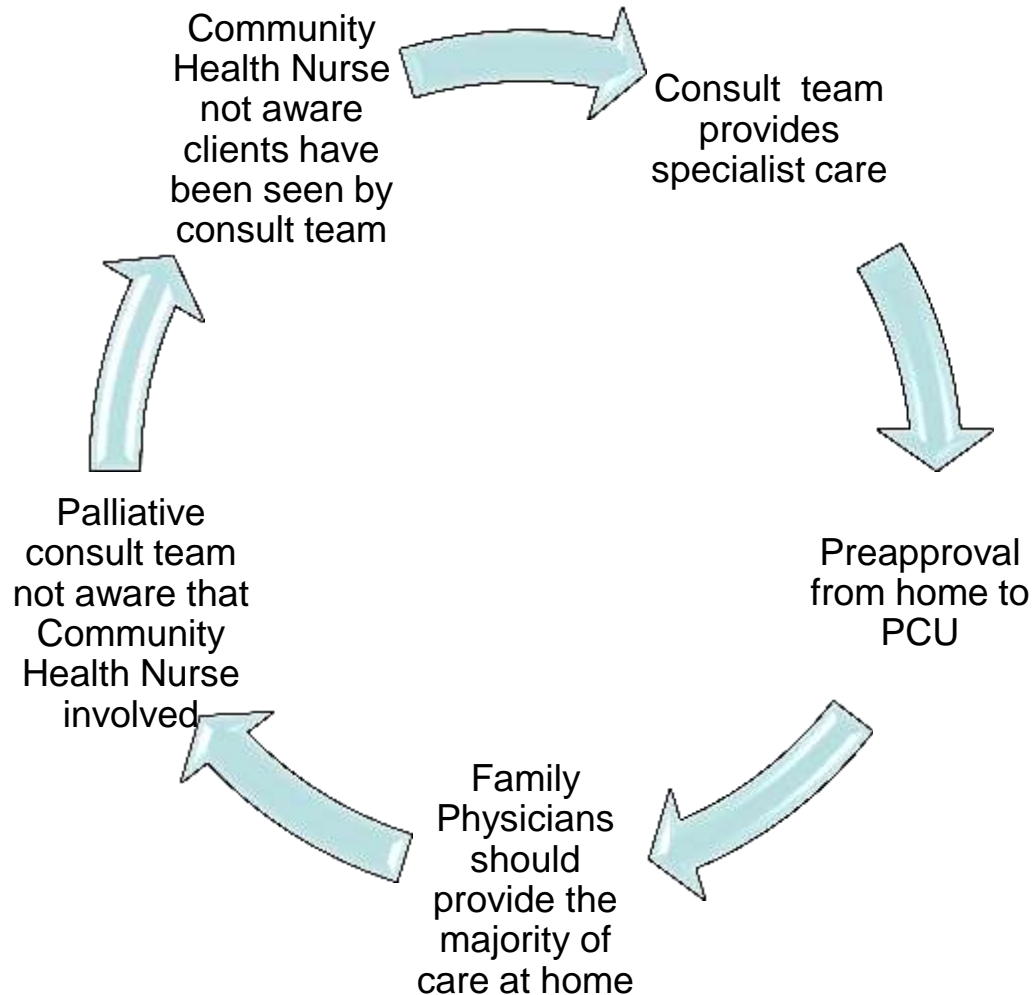 Community
Health Nurse
not aware
clients have
been seen by
consult team
Consult team
provides
specialist care
Preapproval
from home to
PCU
Family
Physicians
should
provide the
majority of
care at home
Palliative
consult team
not aware that
Community
Health Nurse
involved